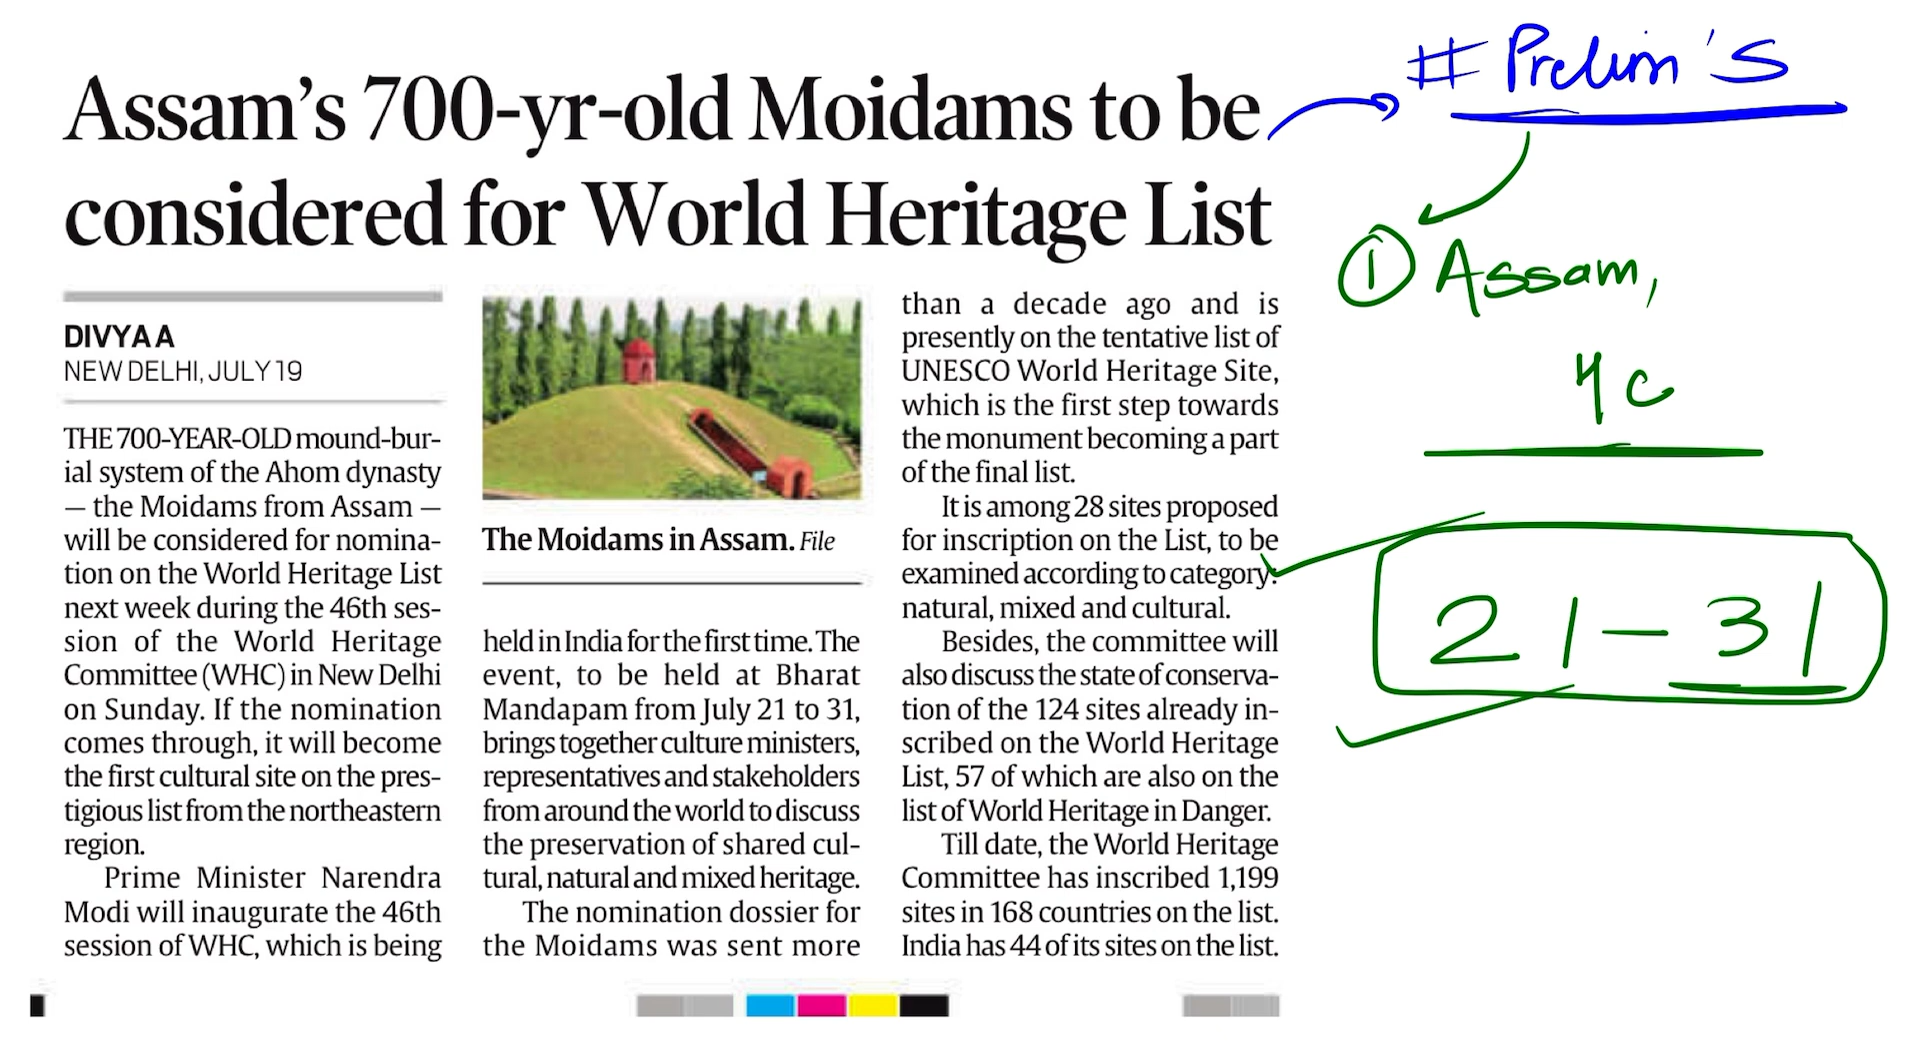 Assam's 700-yr-old Moidams to be
considered for World Heritage List
DIVYA A
NEW DELHI, JULY 19
THE 700-YEAR-OLD mound-bur-
ial system of the Ahom dynasty
— the Moidams from Assam —
will be considered for nomina-
tion on the World Heritage List
next week during the 46th ses-
sion of the World Heritage
Committee (WHC) in New Delhi
on Sunday. If the nomination
comes through, it will become
the first cultural site on the pres-
tigious list from the northeastern
region.
Prime Minister Narendra
Modi will inaugurate the 46th
session of WHC, which is being
The Moidams in Assam. File
held in India for the first time. The
event, to be held at Bharat
Mandapam from July 21 to 31,
brings together culture ministers,
representatives and stakeholders
from around the world to discuss
the preservation of shared cul-
tural, natural and mixed heritage.
The nomination dossier for
the Moidams was sent more
than a decade ago and is
presently on the tentative list of
UNESCO World Heritage Site,
which is the first step towards
the monument becoming a part
of the final list.
It is among 28 sites proposed
for inscription on the List, to be
examined according to category:
natural, mixed and cultural.
Besides, the committee will
also discuss the state of conserva-
tion of the 124 sites already in-
scribed on the World Heritage
List, 57 of which are also on the
list of World Heritage in Danger.
Till date, the World Heritage
Committee has inscribed 1,199
sites in 168 countries on the list.
India has 44 of its sites on the list.
# Prelim's
① Assam,
21 - 31